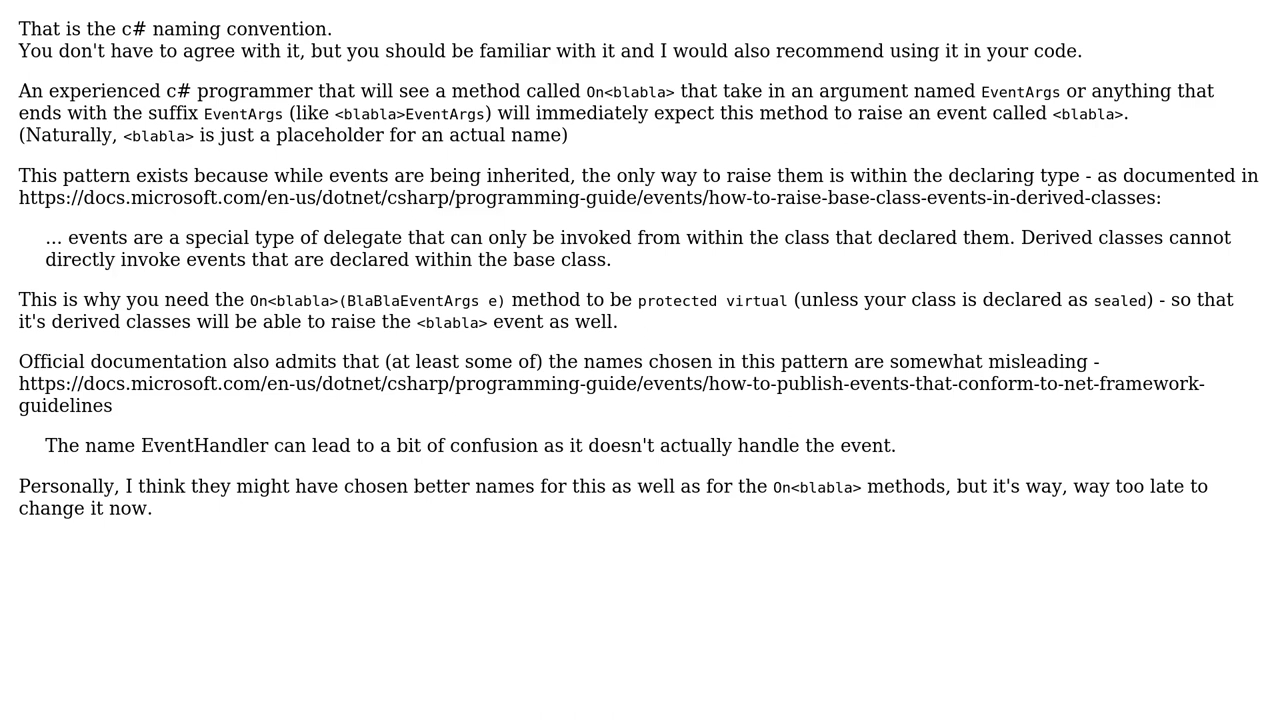 That is the c# naming convention.
You don't have to agree with it, but you should be familiar with it and I would also recommend using it in your code.
An experienced c# programmer that will see a method called On<blabla> that take in an argument named EventArgs or anything that
ends with the suffix EventArgs (like <blabla>EventArgs) will immediately expect this method to raise an event called <blabla>.
(Naturally, <blabla> is just a placeholder for an actual name)
This pattern exists because while events are being inherited, the only way to raise them is within the declaring type - as documented in
https://docs.microsoft.com/en-us/dotnet/csharp/programming-guide/events/how-to-raise-base-class-events-in-derived-classes:
... events are a special type of delegate that can only be invoked from within the class that declared them. Derived classes cannot
directly invoke events that are declared within the base class.
This is why you need the On<blabla>(BlaBlaEventArgs e) method to be protected virtual (unless your class is declared as sealed) - so that
it's derived classes will be able to raise the <blabla> event as well.
Official documentation also admits that (at least some of) the names chosen in this pattern are somewhat misleading -
https://docs.microsoft.com/en-us/dotnet/csharp/programming-guide/events/how-to-publish-events-that-conform-to-net-framework-
guidelines
The name EventHandler can lead to a bit of confusion as it doesn't actually handle the event.
Personally, I think they might have chosen better names for this as well as for the On<blabla> methods, but it's way, way too late to
change it now.